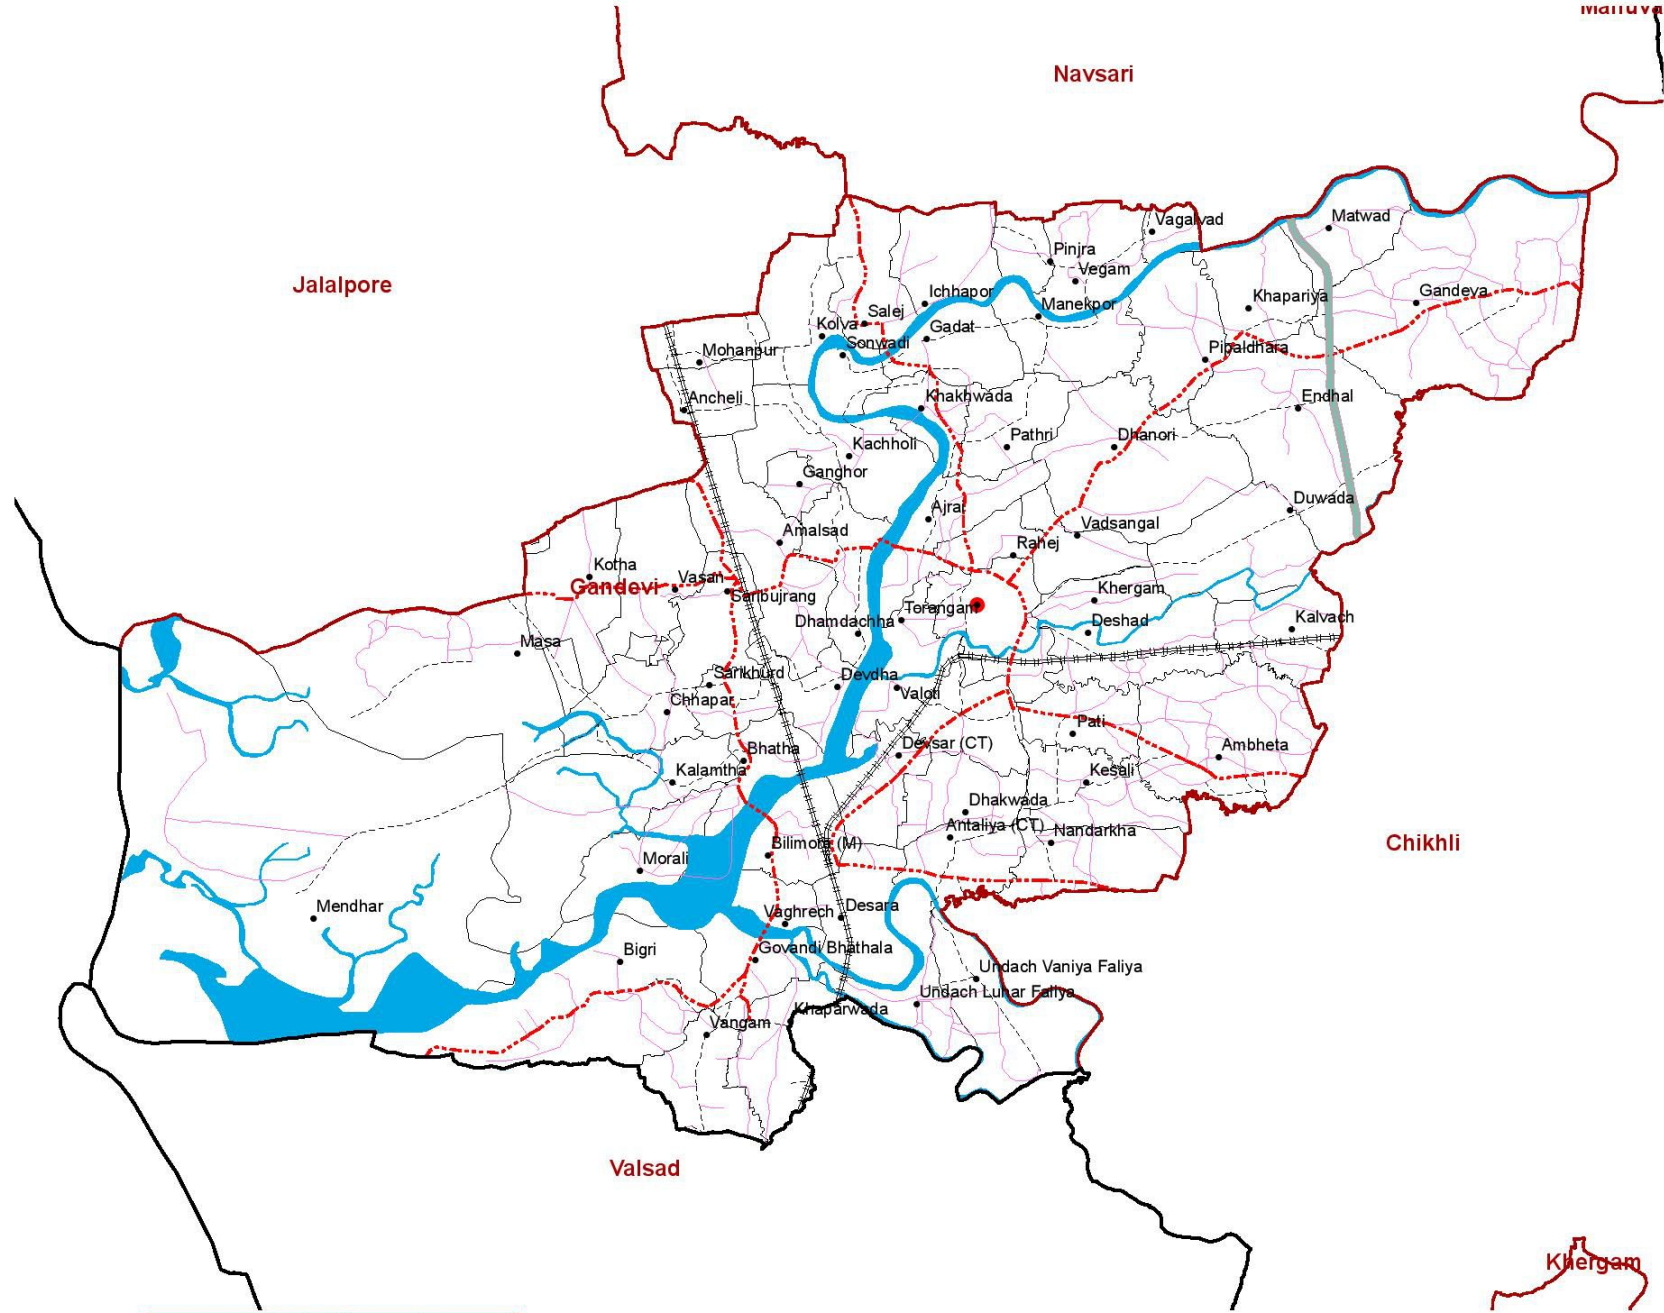 Navsari
Vagalvad
Matwad
Pinjra
Vegam
Jalalpore
Ichhapor
Manekpor
Khapariya
Gandeva
Salej
Kolva
Gadat
Sonwadi
Mohanpur
Pipaldhara
Ancheli
Khakhwada
Endhal
Pathri
Dhanori
Kachholi
Ganghor
Duwada
Ajrai
Vadsangal
Amalsad
Rahej
Kotha
Vasan
Gandevi
Khergam
Saribujrang
Torangam
Dhamdachha
Deshad
Kalvach
Masa
Sarikhurd
Devdha
Valoti
Chhapar
Pati
Bhatha
Devsar (CT)
Ambheta
Kalamtha
Kesali
Dhakwada
Antaliya (CT)
Nandarkha
Bilimora (M)
Chikhli
Morali
Mendhar
Vaghrech
Desara
Bigri
Govandi Bhathala
Undach Vaniya Faliya
Undach Luhar Faliya
Khaparwada
Vangam
Valsad
Khergam